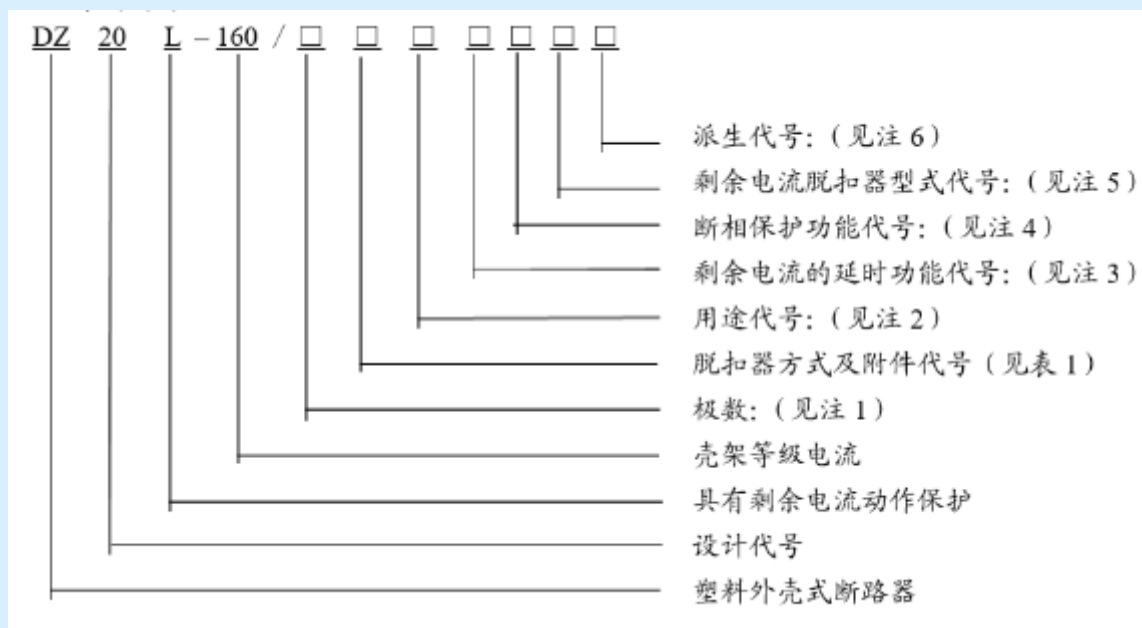 DZ 20 L - 160 / □ □ □ □ □ □ □
派生代号:(见注 6)
剩余电流脱扣器型式代号:(见注 5)
断相保护功能代号:(见注 4)
剩余电流的延时功能代号:(见注 3)
用途代号:(见注 2)
脱扣器方式及附件代号(见表 1)
极数:(见注 1)
壳架等级电流
具有剩余电流动作保护
设计代号
塑料外壳式断路器